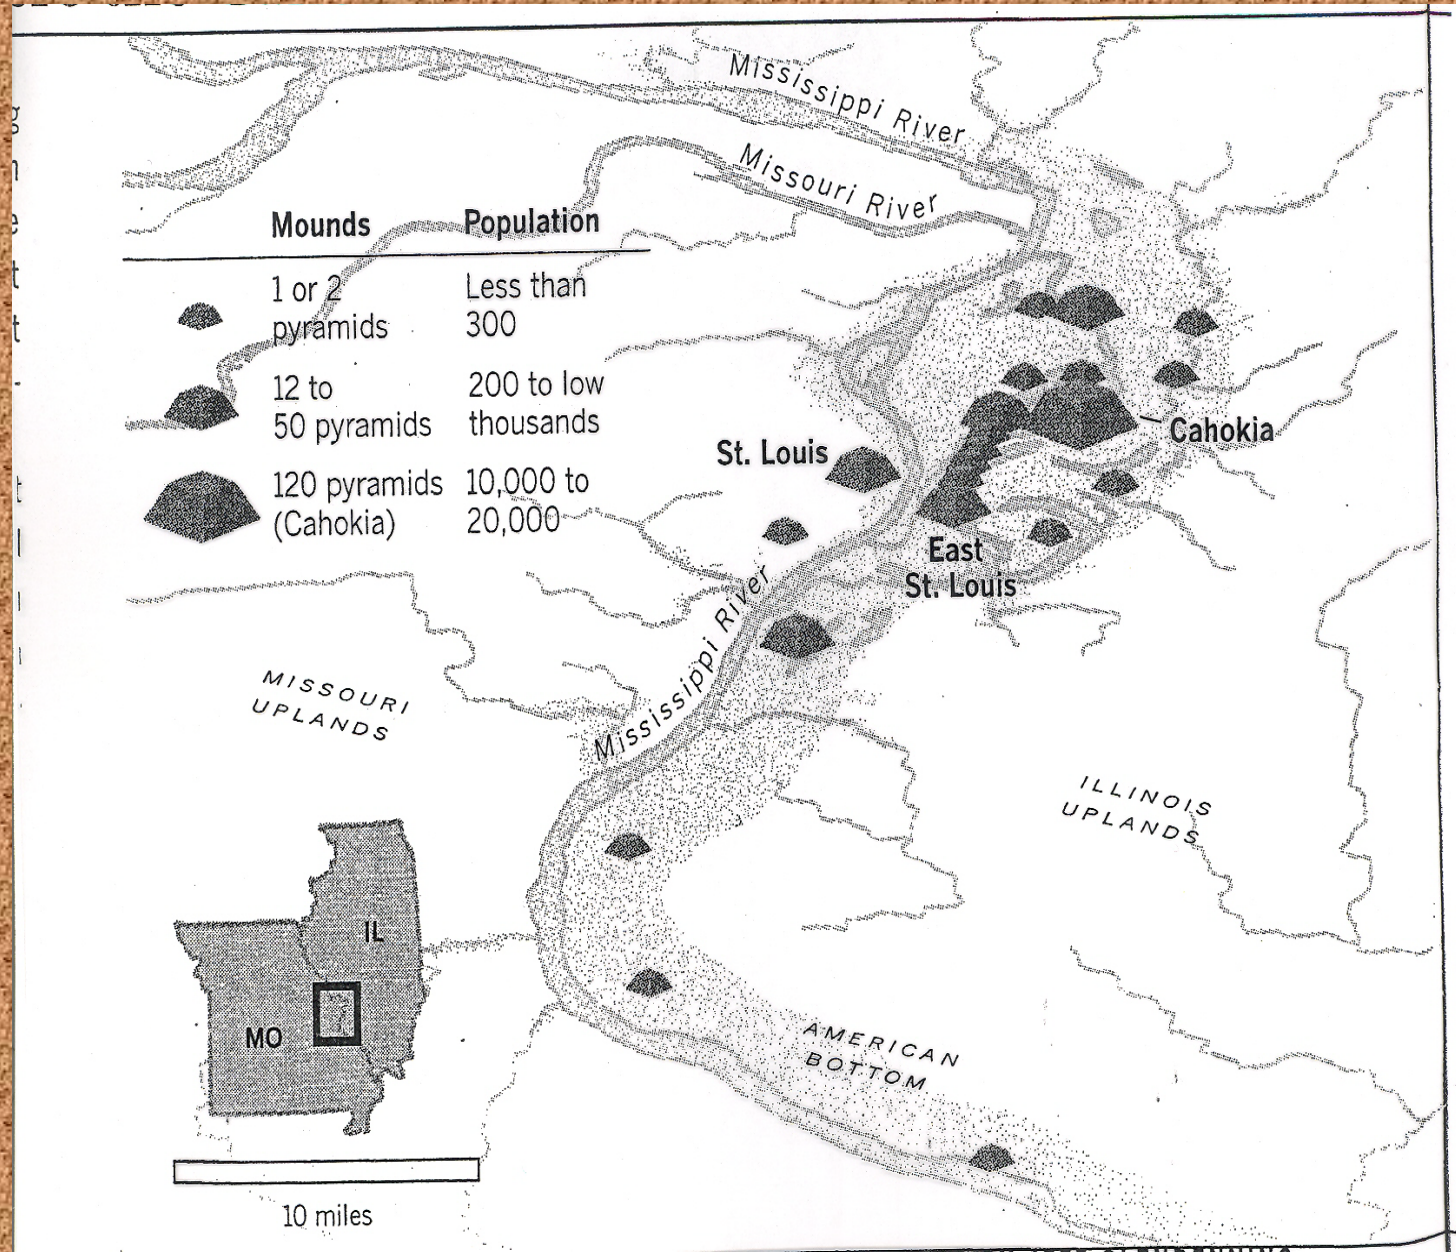 Mississippi River
Missouri River
Mounds Population
1 or 2 Less than
pyramids 300
12 to 200 to low
50 pyramids thousands
120 pyramids 10,000 to
(Cahokia) 20,000
St. Louis
Cahokia
East
St. Louis
Mississippi River
MISSOURI
UPLANDS
ILLINOIS
UPLANDS
IL
MO
AMERICAN
BOTTOM
10 miles